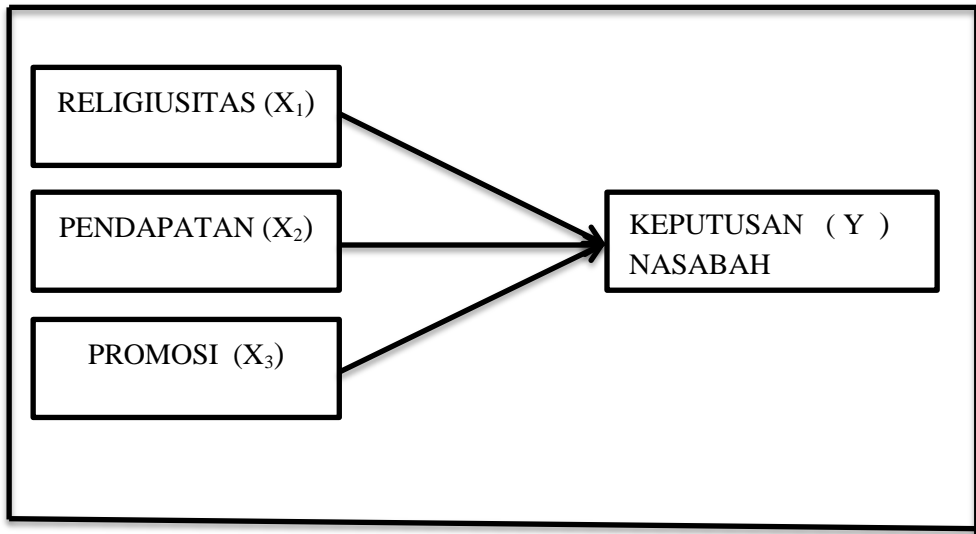 RELIGIUSITAS (X₁)
PENDAPATAN (X₂)
PROMOSI (X₃)
KEPUTUSAN ( Y )
NASABAH